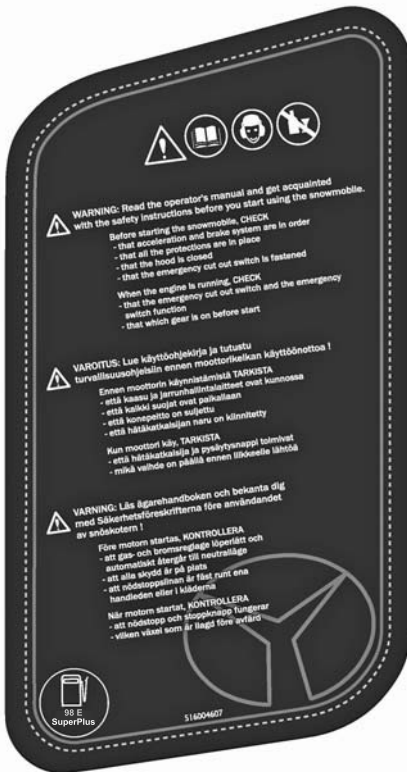 WARNING: Read the operator's manual and get acquainted
with the safety instructions before you start using the snowmobile.
Before starting the snowmobile, CHECK
- that acceleration and brake system are in order
- that all the protections are in place
- that the hood is closed
- that the emergency cut out switch is fastened
When the engine is running, CHECK
- that the emergency cut out switch and the emergency
switch function
- that which gear is on before start
VAROITUS: Lue käyttöohjekirja ja tutustu
turvallisuusohjeisiin ennen moottorikelkan käyttöönottoa !
Ennen moottorin käynnistämistä TARKISTA
- että kaasu ja jarrunhallintalaitteet ovat kunnossa
- että kaikki suojat ovat paikallaan
- että konepeitto on suljettu
- että hätäkatkaisijan naru on kiinnitetty
Kun moottori käy, TARKISTA
- että hätäkatkaisija ja pysäytysnappi toimivat
- mikä vaihde on päällä ennen liikkeelle lähtöä
VARNING: Läs ägarehandboken och bekanta dig
med Säkerhetsföreskrifterna före användandet
av snöskotern !
Före motorn startas, KONTROLLERA
- att gas- och bromsreglage löperlätt och
automatiskt återgår till neutralläge
- att alla skydd är på plats
- att nödstoppslinan är fäst runt ena
handleden eller i kläderna
När motorn startat, KONTROLLERA
- att nödstopp och stoppknapp fungerar
- vilken växel som är ilagd före avfärd
98 E
SuperPlus
516004607